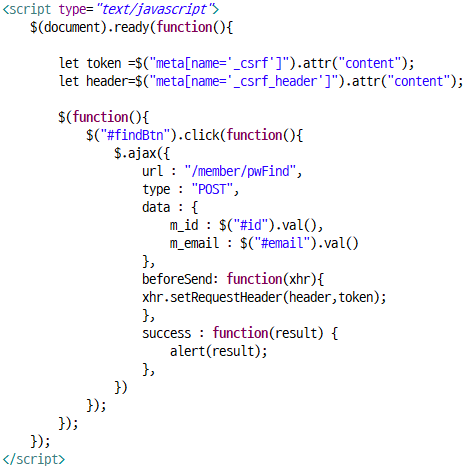 <script type="text/javascript">
$(document).ready(function(){
let token =$("meta[name='_csrf']").attr("content");
let header=$("meta[name='_csrf_header']").attr("content");
$(function(){
$("#findBtn").click(function(){
$.ajax({
url : "/member/pwFind",
type : "POST",
data : {
m_id : $("#id").val(),
m_email : $("#email").val()
},
beforeSend: function(xhr){
xhr.setRequestHeader(header,token);
},
success : function(result) {
alert(result);
},
})
});
});
});
</script>